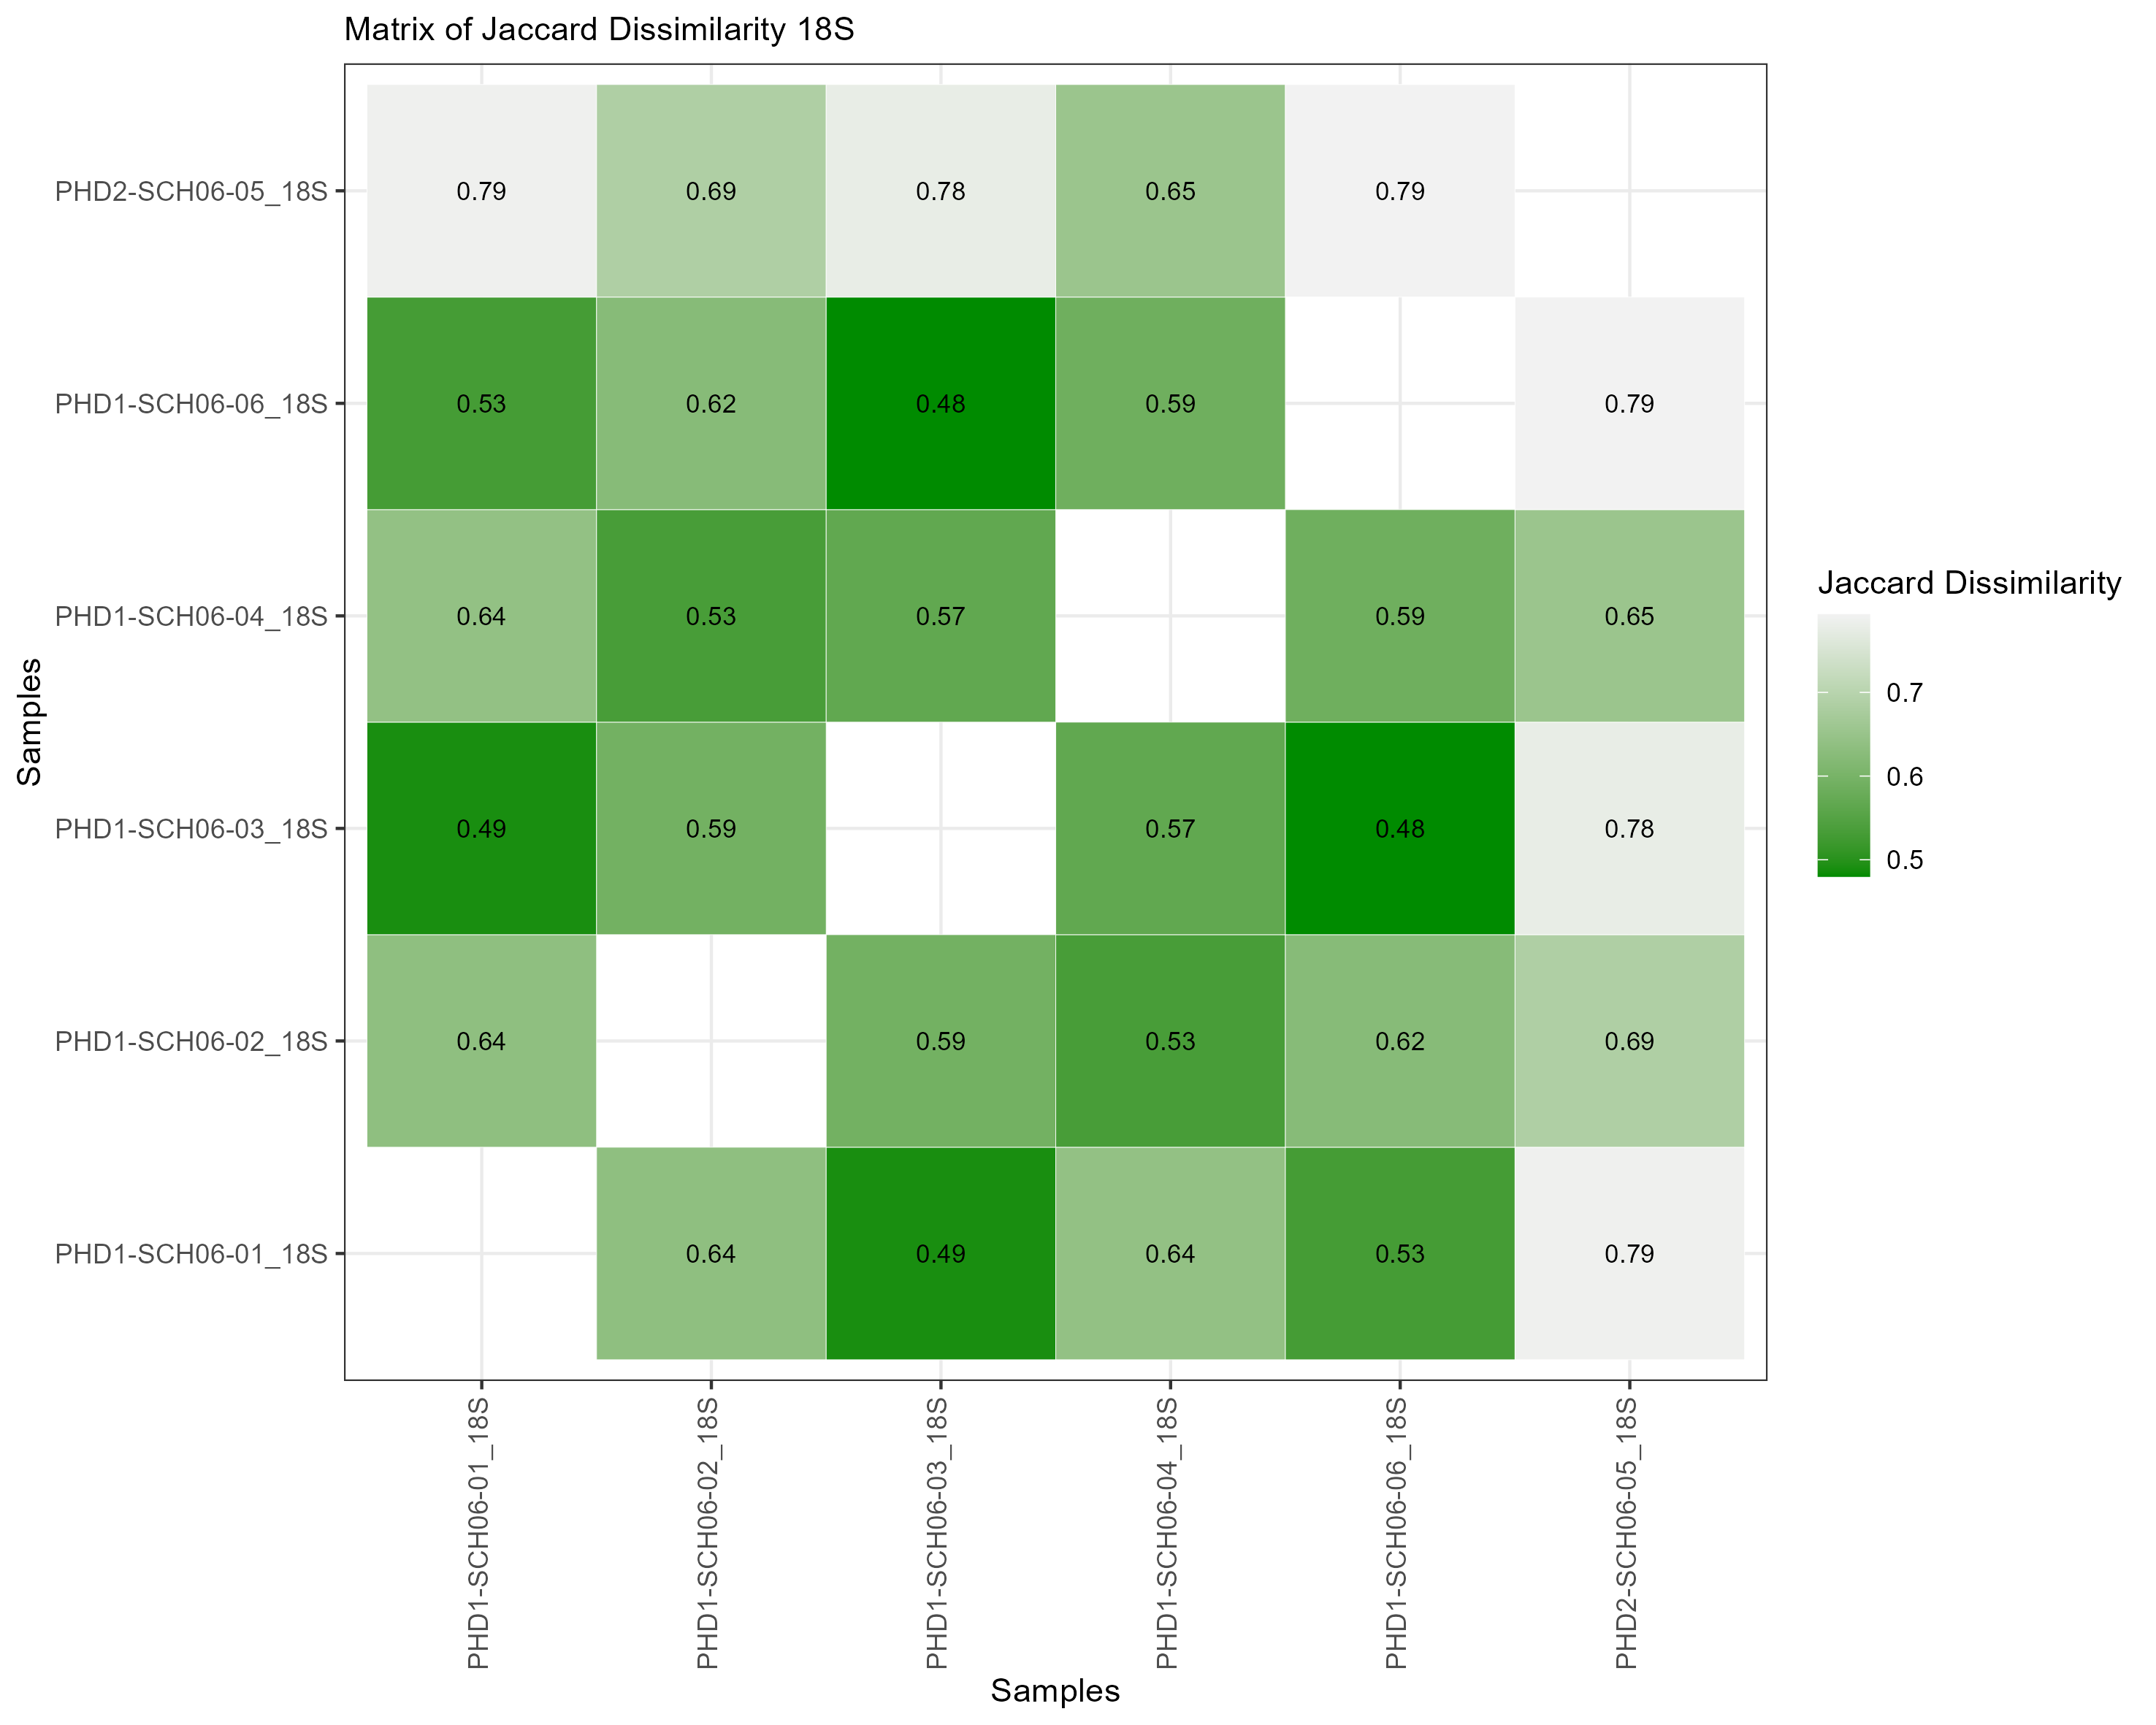 Matrix of Jaccard Dissimilarity 18S
PHD2-SCH06-05_18S
0.79 0.69 0.78 0.65 0.79
PHD1-SCH06-06_18S
0.53 0.62 0.48 0.59 0.79
PHD1-SCH06-04_18S
0.64 0.53 0.57 0.59 0.65
PHD1-SCH06-03_18S
0.49 0.59 0.57 0.48 0.78
PHD1-SCH06-02_18S
0.64 0.59 0.53 0.62 0.69
PHD1-SCH06-01_18S
0.64 0.49 0.64 0.53 0.79
Samples
PHD1-SCH06-01_18S
PHD1-SCH06-02_18S
PHD1-SCH06-03_18S
PHD1-SCH06-04_18S
PHD1-SCH06-06_18S
PHD2-SCH06-05_18S
Samples
Jaccard Dissimilarity
0.7
0.6
0.5